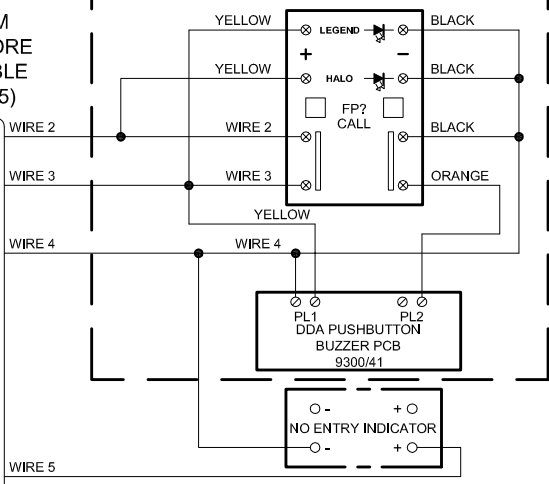 M
ORE
BLE
5)
YELLOW
LEGEND
BLACK
+
-
YELLOW
HALO
BLACK
FP?
CALL
WIRE 2
WIRE 2
BLACK
WIRE 3
WIRE 3
ORANGE
YELLOW
WIRE 4
WIRE 4
PL1
PL2
DDA PUSHBUTTON
BUZZER PCB
9300/41
-
+
NO ENTRY INDICATOR
-
+
WIRE 5